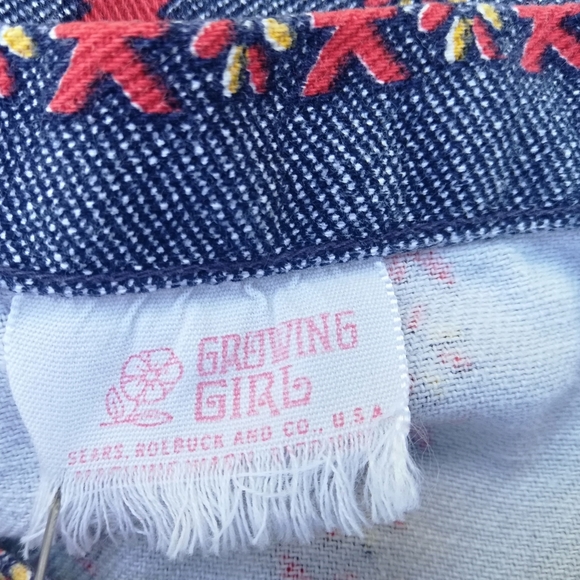 GROWING
GIRL
SEARS, ROEBUCK AND CO., U.S.A